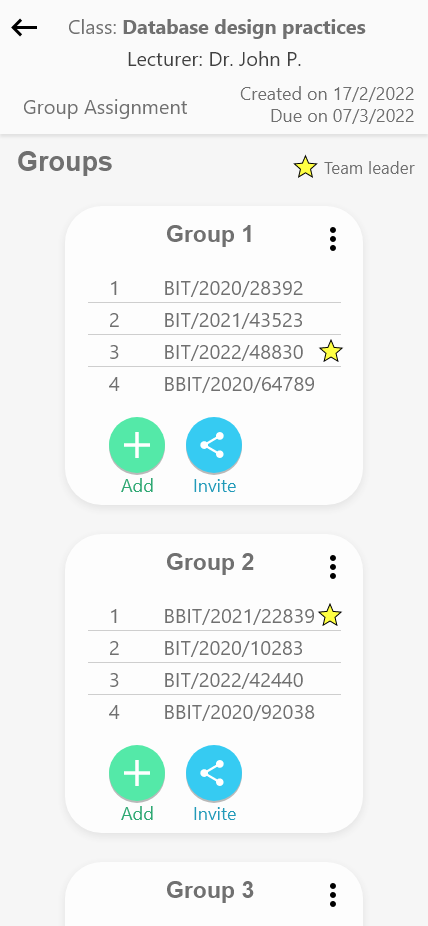 Class: Database design practices
Lecturer: Dr. John P.
Group Assignment
Created on 17/2/2022
Due on 07/3/2022
Groups
Team leader
Group 1
1 BIT/2020/28392
2 BIT/2021/43523
3 BIT/2022/48830
4 BBIT/2020/64789
Add Invite
Group 2
1 BBIT/2021/22839
2 BIT/2020/10283
3 BIT/2022/42440
4 BBIT/2020/92038
Add Invite
Group 3